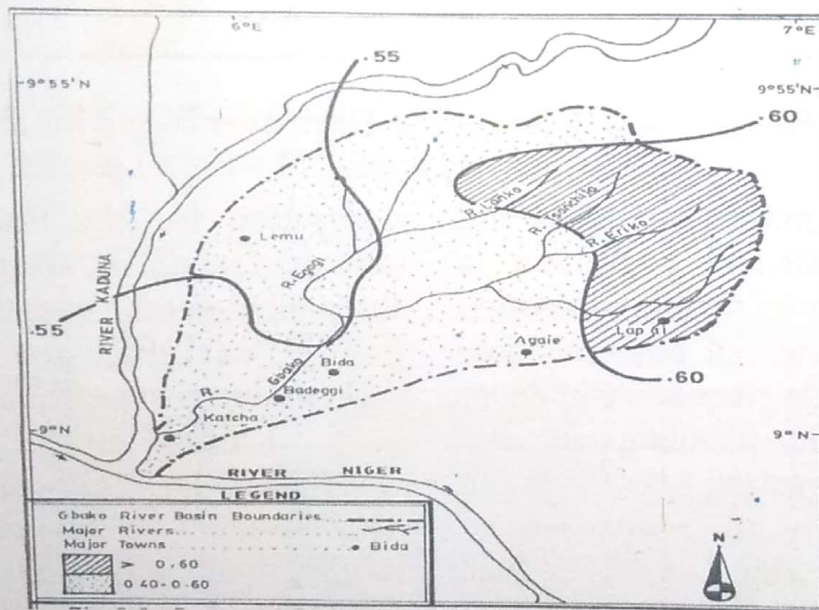 6°E
7°E
9°55'N
9°55'N
.55
.60
R. Lanko
R. Eriko
Lemu
R. Egagi
RIVER KADUNA
.55
Lapai
Agaie
.60
Bida
R. Gbako
Badeggi
Katcha
9°N
9°N
RIVER NIGER
LEGEND
Gbako River Basin Boundaries
Major Rivers
Major Towns Bida
> 0.60
0.40-0.60
N